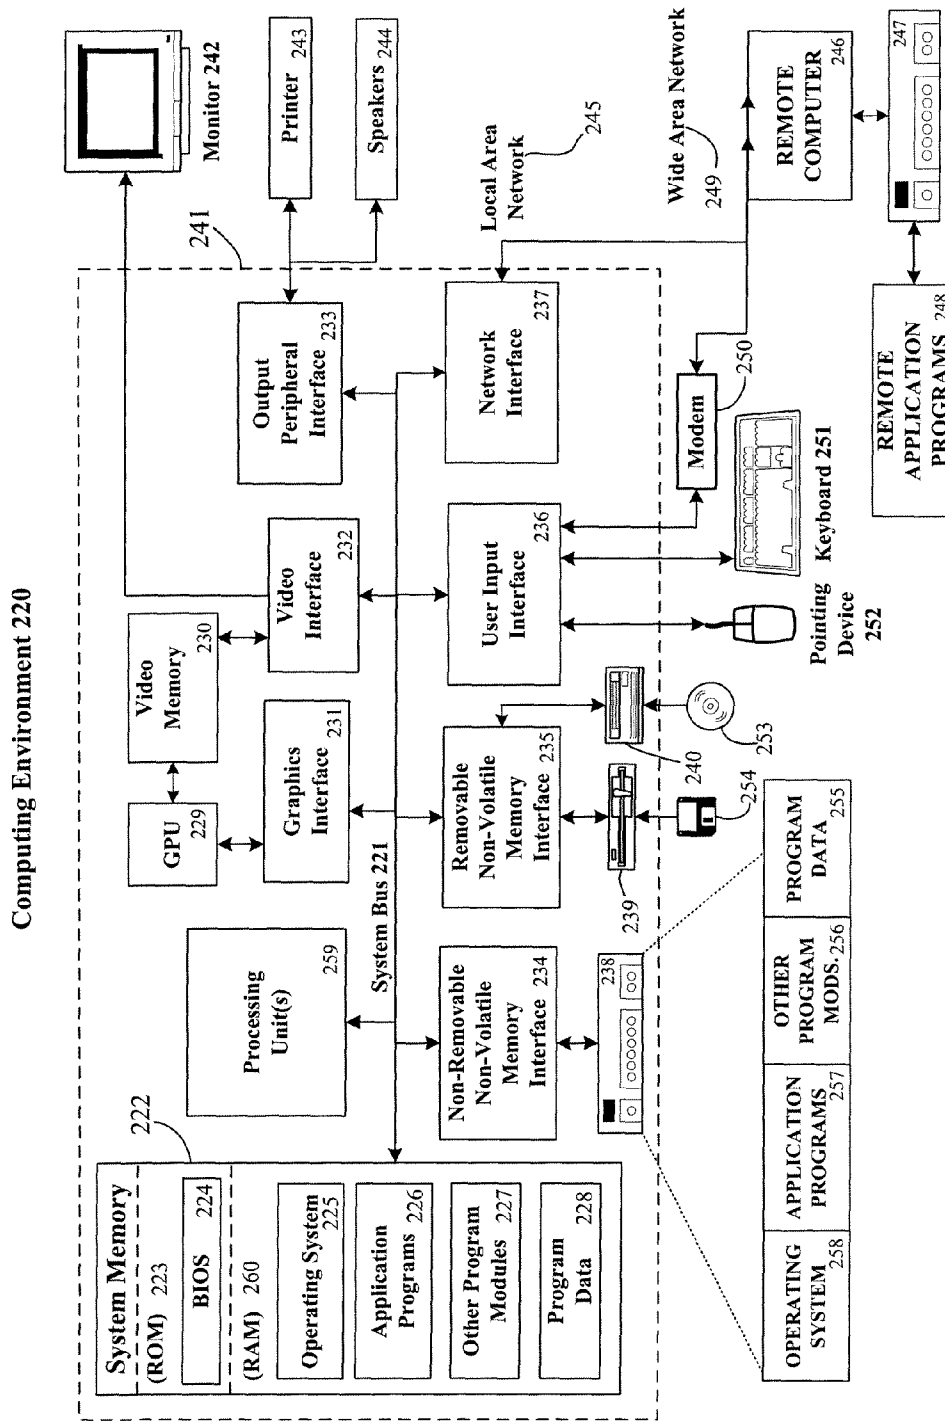 Computing Environment 220
222
System Memory
(ROM) 223
BIOS 224
(RAM) 260
Operating System
225
Application
Programs 226
Other Program
Modules 227
Program
Data 228
Processing
Unit(s)
259
System Bus 221
GPU
229
Video
Memory
230
Graphics
Interface
231
Video
Interface
232
Output
Peripheral
Interface
233
241
Monitor 242
Printer
243
Speakers
244
Non-Removable
Non-Volatile
Memory
Interface 234
Removable
Non-Volatile
Memory
Interface 235
User Input
Interface
236
Network
Interface
237
Local Area
Network
245
Wide Area Network
249
238
239
240
253
254
Pointing
Device
252
Keyboard 251
Modem
250
REMOTE
COMPUTER
246
247
REMOTE
APPLICATION
PROGRAMS 248
OPERATING
SYSTEM 258
APPLICATION
PROGRAMS 257
OTHER
PROGRAM
MODS. 256
PROGRAM
DATA 255